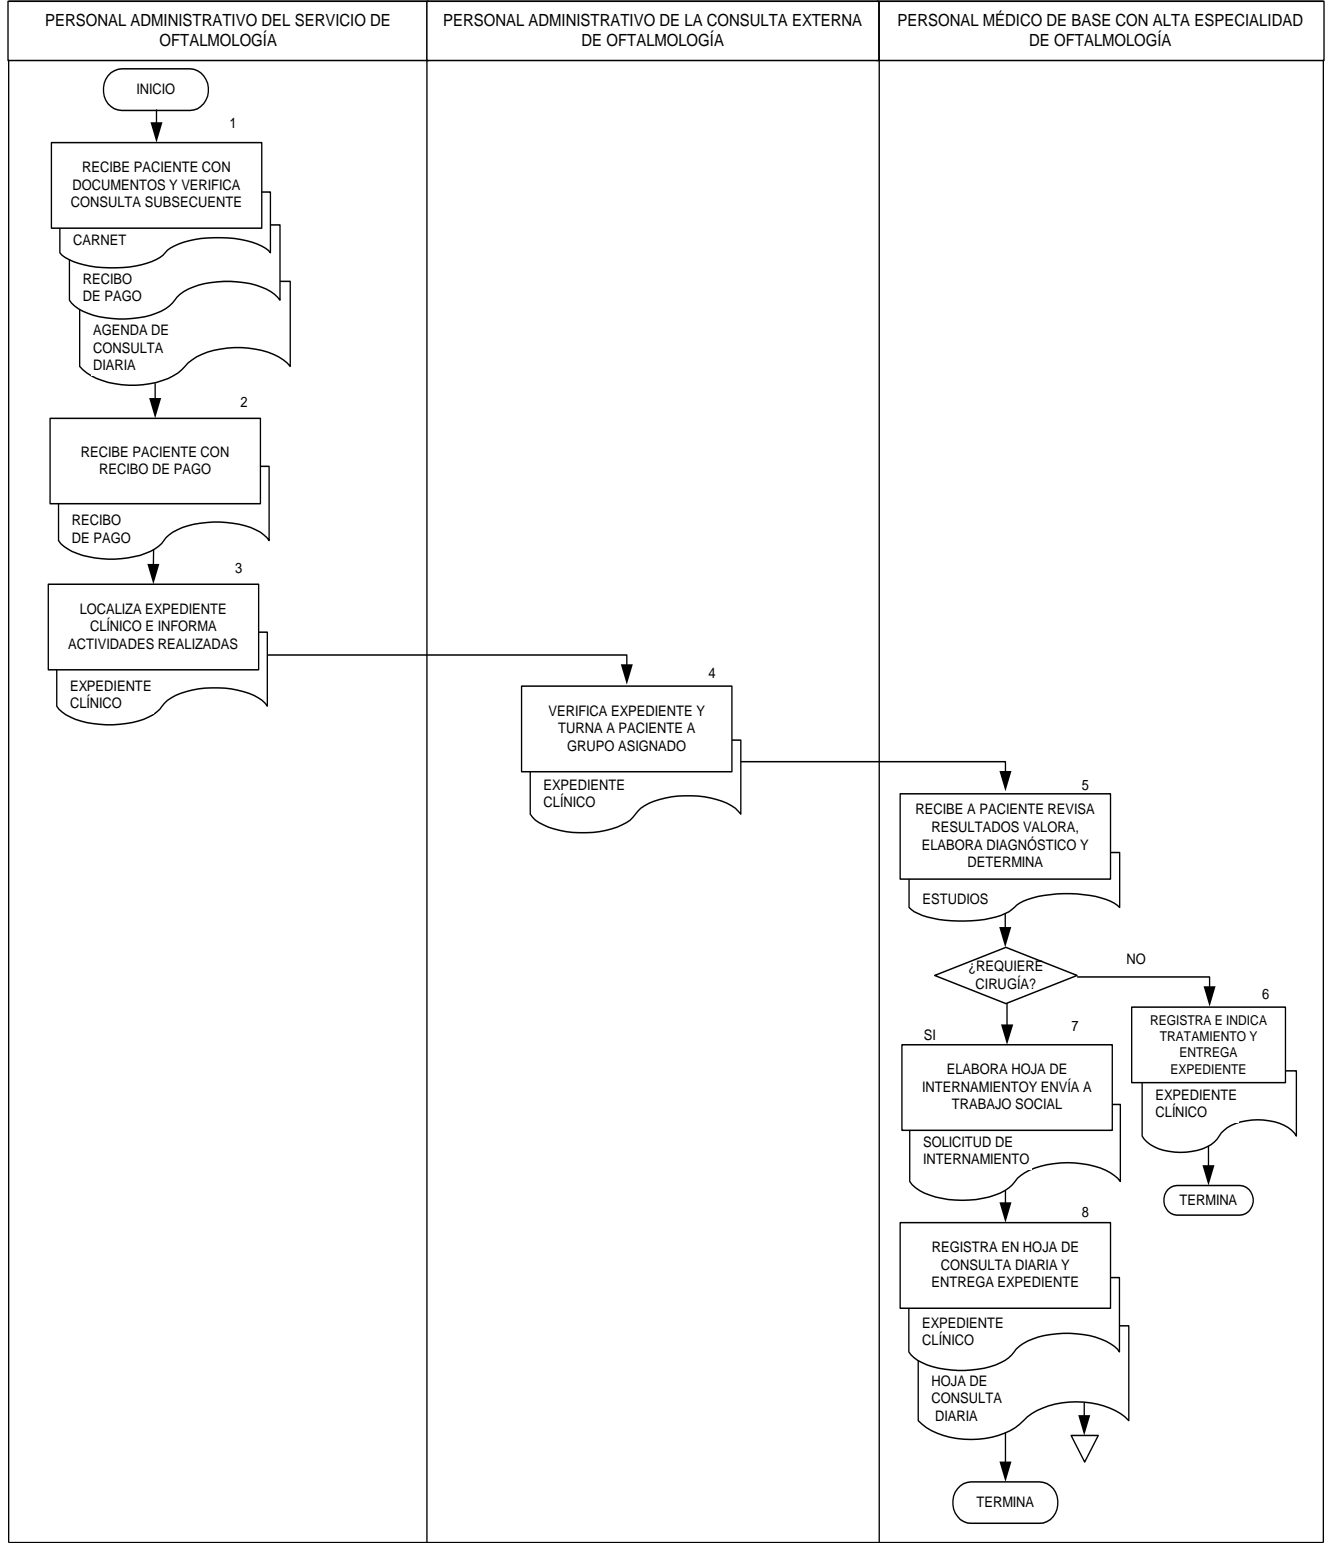 PERSONAL ADMINISTRATIVO DEL SERVICIO DE
OFTALMOLOGÍA
PERSONAL ADMINISTRATIVO DE LA CONSULTA EXTERNA
DE OFTALMOLOGÍA
PERSONAL MÉDICO DE BASE CON ALTA ESPECIALIDAD
DE OFTALMOLOGÍA
INICIO
1
RECIBE PACIENTE CON
DOCUMENTOS Y VERIFICA
CONSULTA SUBSECUENTE
CARNET
RECIBO
DE PAGO
AGENDA DE
CONSULTA
DIARIA
2
RECIBE PACIENTE CON
RECIBO DE PAGO
RECIBO
DE PAGO
3
LOCALIZA EXPEDIENTE
CLÍNICO E INFORMA
ACTIVIDADES REALIZADAS
EXPEDIENTE
CLÍNICO
4
VERIFICA EXPEDIENTE Y
TURNA A PACIENTE A
GRUPO ASIGNADO
EXPEDIENTE
CLÍNICO
5
RECIBE A PACIENTE REVISA
RESULTADOS VALORA,
ELABORA DIAGNÓSTICO Y
DETERMINA
ESTUDIOS
¿REQUIERE
CIRUGÍA?
NO
6
REGISTRA E INDICA
TRATAMIENTO Y
ENTREGA
EXPEDIENTE
EXPEDIENTE
CLÍNICO
TERMINA
SI
7
ELABORA HOJA DE
INTERNAMIENTOY ENVÍA A
TRABAJO SOCIAL
SOLICITUD DE
INTERNAMIENTO
8
REGISTRA EN HOJA DE
CONSULTA DIARIA Y
ENTREGA EXPEDIENTE
EXPEDIENTE
CLÍNICO
HOJA DE
CONSULTA
DIARIA
TERMINA